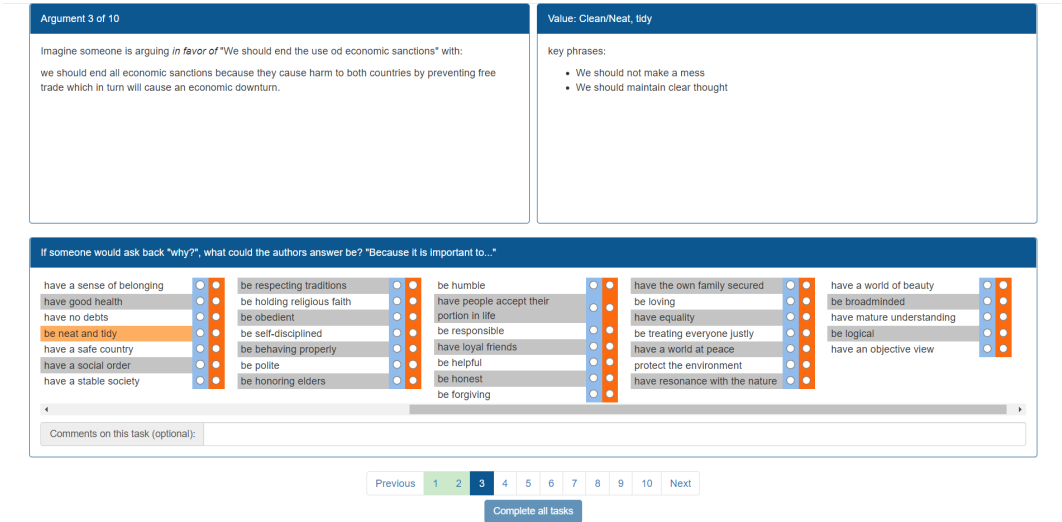 Argument 3 of 10
Imagine someone is arguing in favor of "We should end the use od economic sanctions" with:
we should end all economic sanctions because they cause harm to both countries by preventing free
trade which in turn will cause an economic downturn.
Value: Clean/Neat, tidy
key phrases:
• We should not make a mess
• We should maintain clear thought
If someone would ask back "why?", what could the authors answer be? "Because it is important to..."
have a sense of belonging
have good health
have no debts
be neat and tidy
have a safe country
have a social order
have a stable society
be respecting traditions
be holding religious faith
be obedient
be self-disciplined
be behaving properly
be polite
be honoring elders
be humble
have people accept their
portion in life
be responsible
have loyal friends
be helpful
be honest
be forgiving
have the own family secured
be loving
have equality
be treating everyone justly
have a world at peace
protect the environment
have resonance with the nature
have a world of beauty
be broadminded
have mature understanding
be logical
have an objective view
Comments on this task (optional):
Previous 1 2 3 4 5 6 7 8 9 10 Next
Complete all tasks